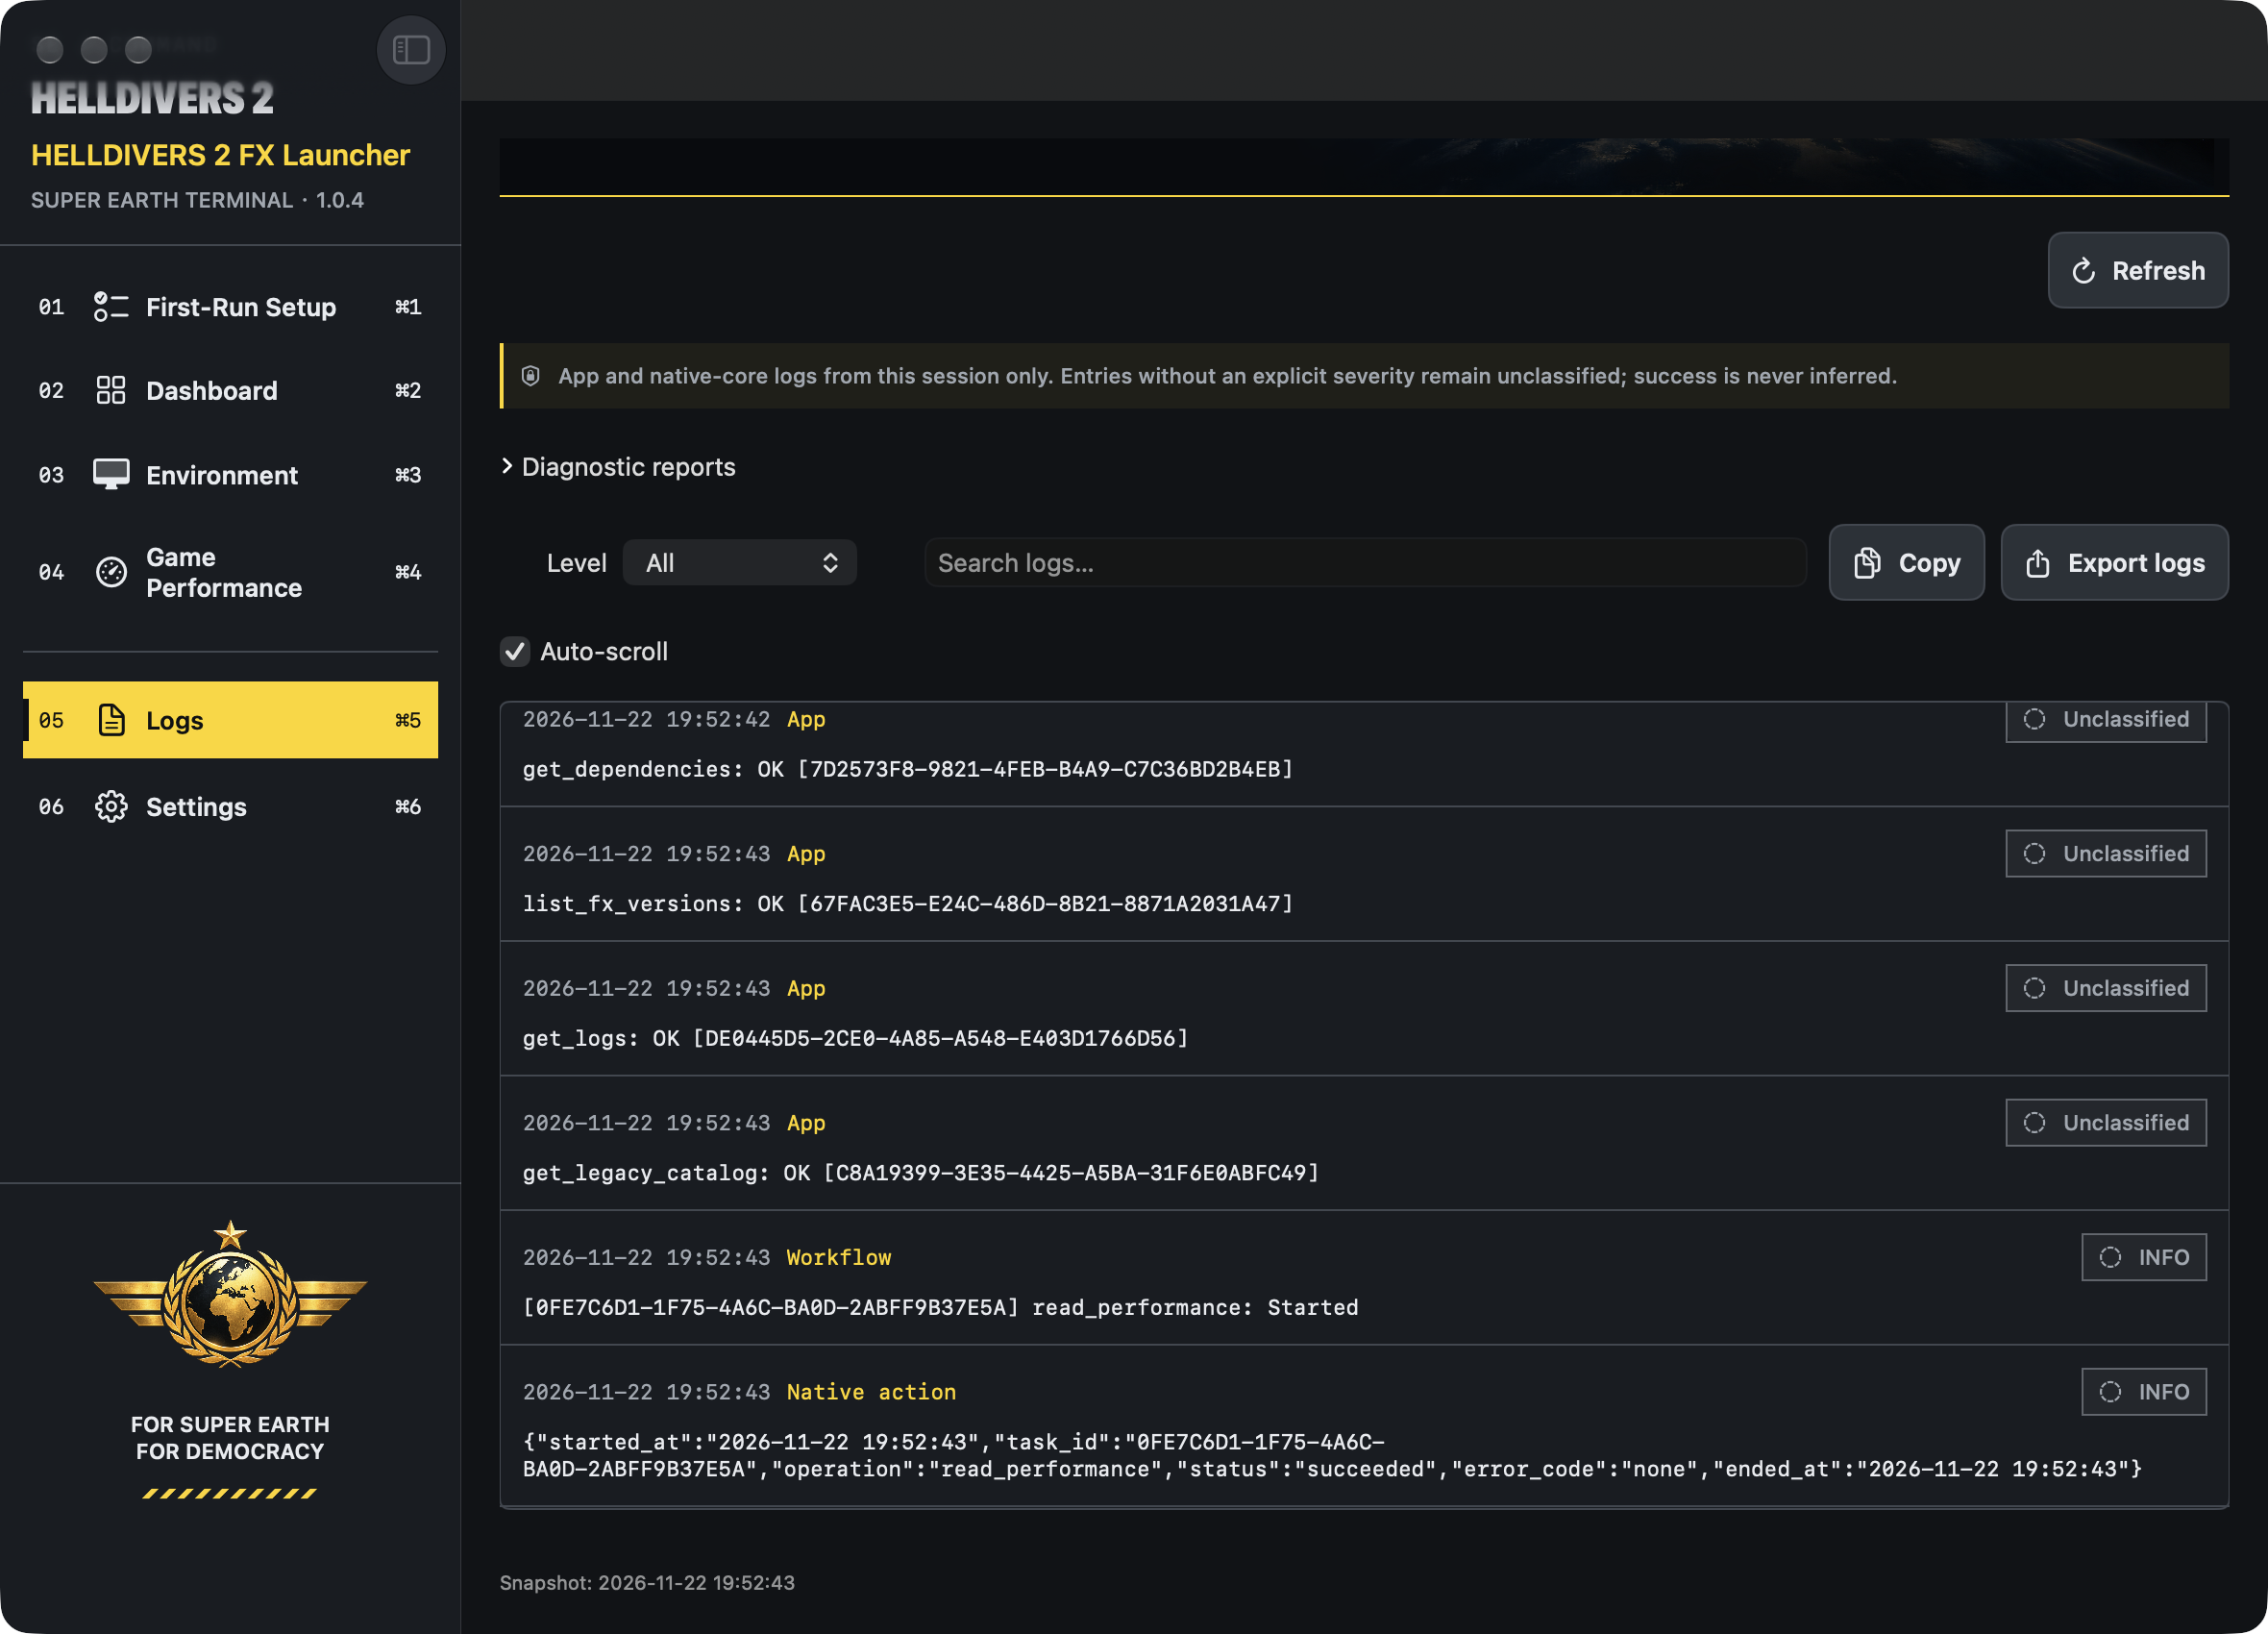 HELLDIVERS 2
HELLDIVERS 2 FX Launcher
SUPER EARTH TERMINAL · 1.0.4
01 First-Run Setup ⌘1
02 Dashboard ⌘2
03 Environment ⌘3
04 Game Performance ⌘4
05 Logs ⌘5
06 Settings ⌘6
FOR SUPER EARTH
FOR DEMOCRACY
Refresh
App and native-core logs from this session only. Entries without an explicit severity remain unclassified; success is never inferred.
Diagnostic reports
Level All Search logs... Copy Export logs
Auto-scroll
2026-11-22 19:52:42 App Unclassified
get_dependencies: OK [7D2573F8-9821-4FEB-B4A9-C7C36BD2B4EB]
2026-11-22 19:52:43 App Unclassified
list_fx_versions: OK [67FAC3E5-E24C-486D-8B21-8871A2031A47]
2026-11-22 19:52:43 App Unclassified
get_logs: OK [DE0445D5-2CE0-4A85-A548-E403D1766D56]
2026-11-22 19:52:43 App Unclassified
get_legacy_catalog: OK [C8A19399-3E35-4425-A5BA-31F6E0ABFC49]
2026-11-22 19:52:43 Workflow INFO
[0FE7C6D1-1F75-4A6C-BA0D-2ABFF9B37E5A] read_performance: Started
2026-11-22 19:52:43 Native action INFO
{"started_at":"2026-11-22 19:52:43","task_id":"0FE7C6D1-1F75-4A6C-
BA0D-2ABFF9B37E5A","operation":"read_performance","status":"succeeded","error_code":"none","ended_at":"2026-11-22 19:52:43"}
Snapshot: 2026-11-22 19:52:43